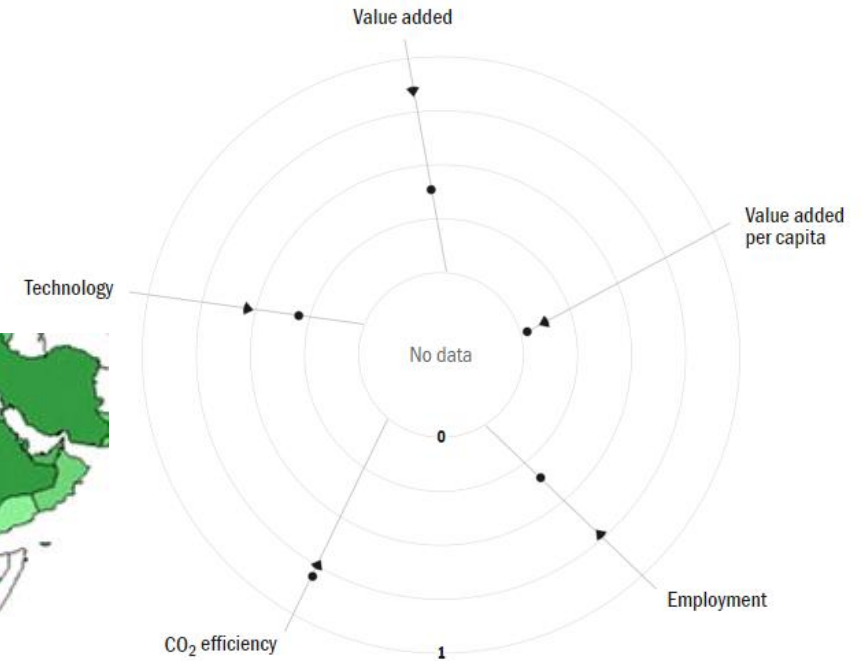 Value added
Value added
per capita
Technology
No data
0
Employment
CO₂ efficiency
1